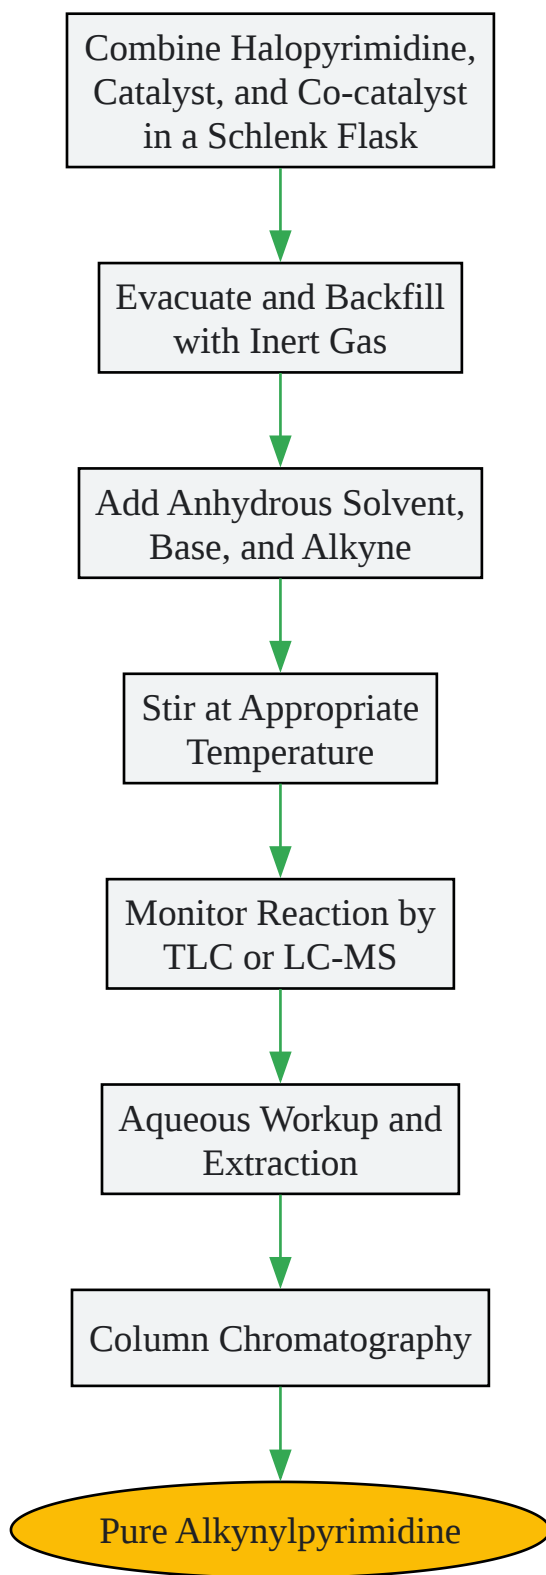 Combine Halopyrimidine,
Catalyst, and Co-catalyst
in a Schlenk Flask
Evacuate and Backfill
with Inert Gas
Add Anhydrous Solvent,
Base, and Alkyne
Stir at Appropriate
Temperature
Monitor Reaction by
TLC or LC-MS
Aqueous Workup and
Extraction
Column Chromatography
Pure Alkynylpyrimidine